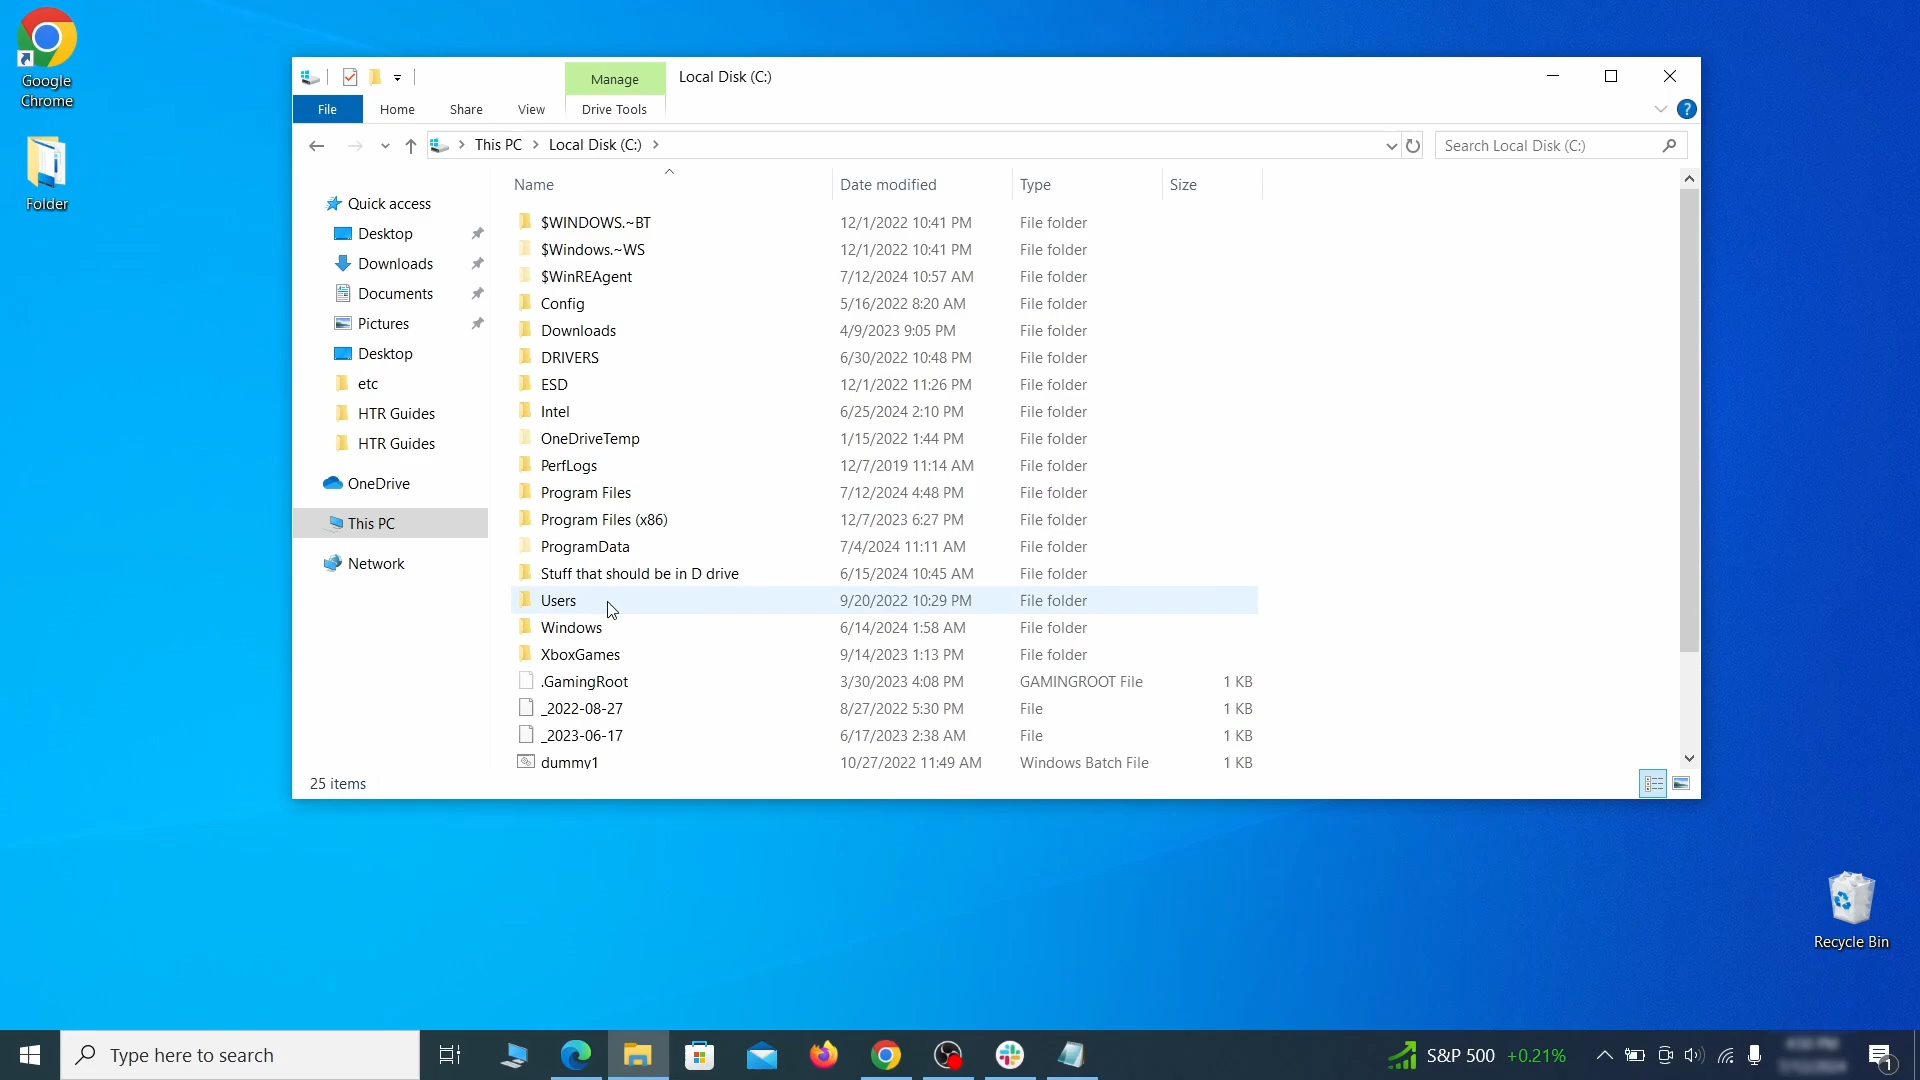 Google
Chrome
Folder
Manage
Local Disk (C:)
File
Home
Share
View
Drive Tools
?
This PC
Local Disk (C:)
Search Local Disk (C:)
Quick access
Desktop
Downloads
Documents
Pictures
Desktop
etc
HTR Guides
HTR Guides
OneDrive
This PC
Network
Name Date modified Type Size
$WINDOWS.~BT 12/1/2022 10:41 PM File folder
$Windows.~WS 12/1/2022 10:41 PM File folder
$WinREAgent 7/12/2024 10:57 AM File folder
Config 5/16/2022 8:20 AM File folder
Downloads 4/9/2023 9:05 PM File folder
DRIVERS 6/30/2022 10:48 PM File folder
ESD 12/1/2022 11:26 PM File folder
Intel 6/25/2024 2:10 PM File folder
OneDriveTemp 1/15/2022 1:44 PM File folder
PerfLogs 12/7/2019 11:14 AM File folder
Program Files 7/12/2024 4:48 PM File folder
Program Files (x86) 12/7/2023 6:27 PM File folder
ProgramData 7/4/2024 11:11 AM File folder
Stuff that should be in D drive 6/15/2024 10:45 AM File folder
Users 9/20/2022 10:29 PM File folder
Windows 6/14/2024 1:58 AM File folder
XboxGames 9/14/2023 1:13 PM File folder
.GamingRoot 3/30/2023 4:08 PM GAMINGROOT File 1 KB
_2022-08-27 8/27/2022 5:30 PM File 1 KB
_2023-06-17 6/17/2023 2:38 AM File 1 KB
dummy1 10/27/2022 11:49 AM Windows Batch File 1 KB
25 items
Recycle Bin
Type here to search
S&P 500 +0.21%
1